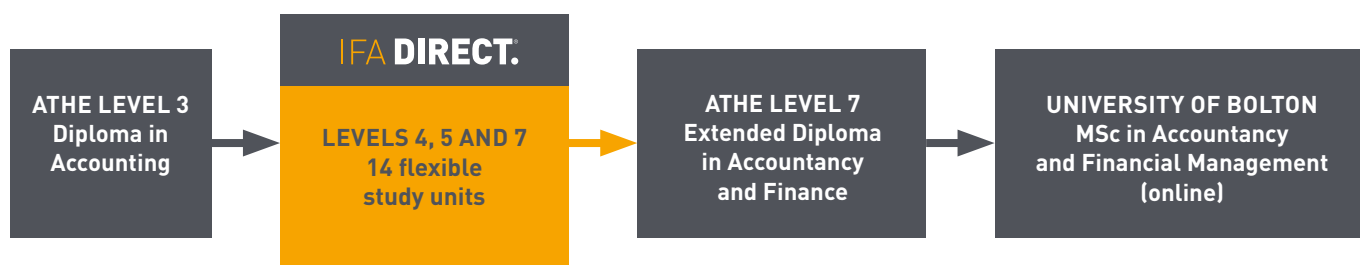 ATHE LEVEL 3
Diploma in
Accounting
IFA DIRECT.®
LEVELS 4, 5 AND 7
14 flexible
study units
ATHE LEVEL 7
Extended Diploma
in Accountancy
and Finance
UNIVERSITY OF BOLTON
MSc in Accountancy
and Financial Management
(online)